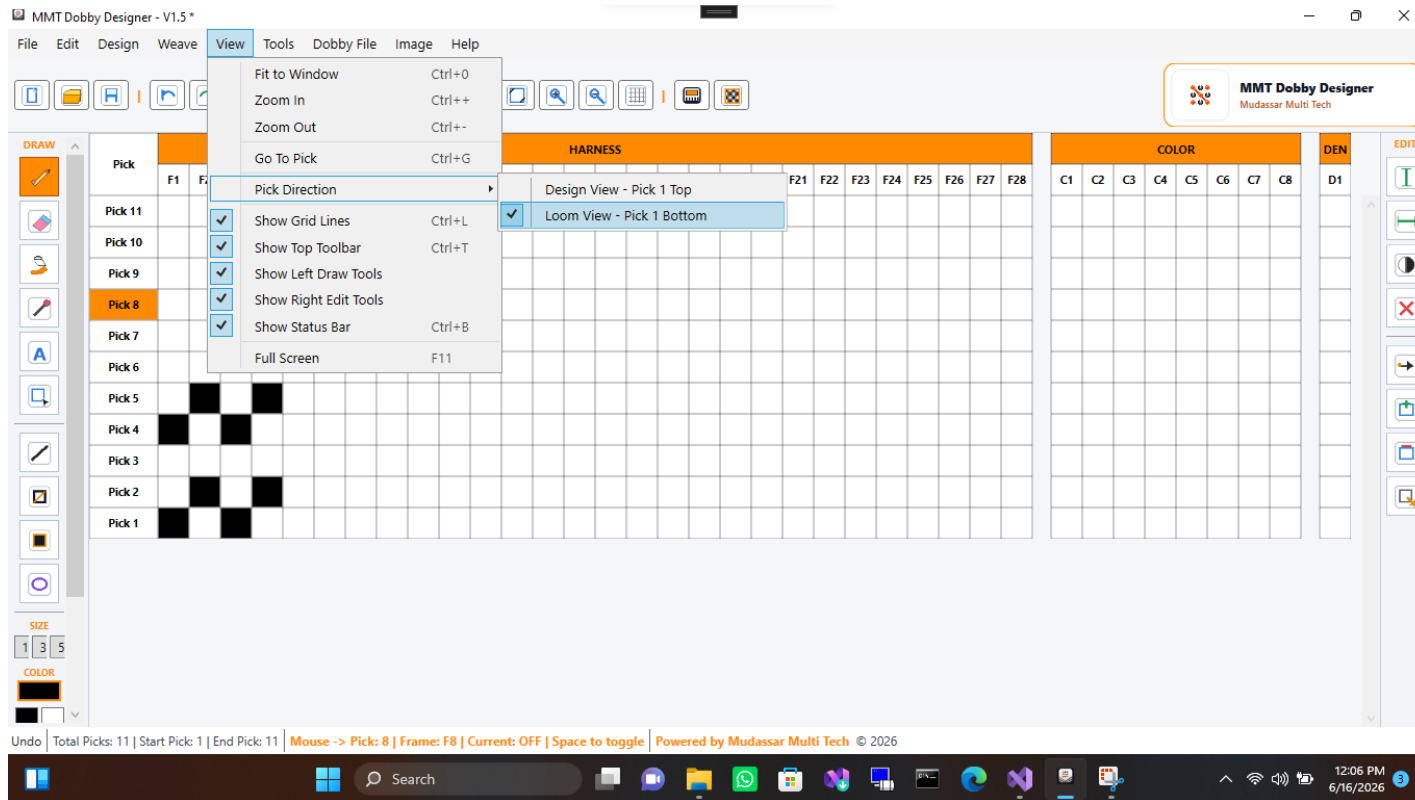 MMT Dobby Designer - V1.5 *
File Edit Design Weave View Tools Dobby File Image Help
MMT Dobby Designer
Mudassar Multi Tech
Fit to Window Ctrl+0
Zoom In Ctrl++
Zoom Out Ctrl+-
Go To Pick Ctrl+G
Pick Direction
Show Grid Lines Ctrl+L
Show Top Toolbar Ctrl+T
Show Left Draw Tools
Show Right Edit Tools
Show Status Bar Ctrl+B
Full Screen F11
Design View - Pick 1 Top
Loom View - Pick 1 Bottom
DRAW
A
SIZE
1 3 5
COLOR
Pick HARNESS COLOR DEN
F1 F21 F22 F23 F24 F25 F26 F27 F28 C1 C2 C3 C4 C5 C6 C7 C8 D1
Pick 11
Pick 10
Pick 9
Pick 8
Pick 7
Pick 6
Pick 5
Pick 4
Pick 3
Pick 2
Pick 1
EDIT
Undo Total Picks: 11 | Start Pick: 1 | End Pick: 11 Mouse -> Pick: 8 | Frame: F8 | Current: OFF | Space to toggle Powered by Mudassar Multi Tech © 2026
Search
12:06 PM
6/16/2026
3